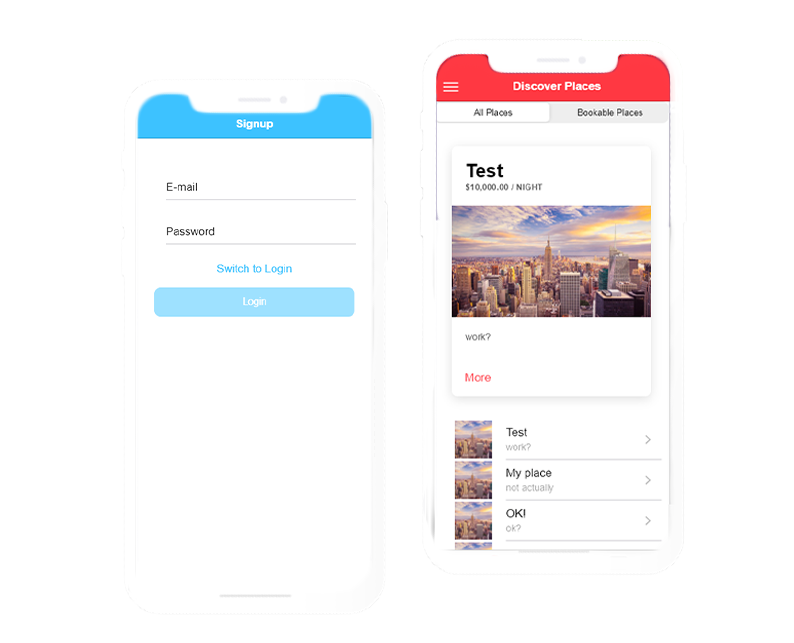 Signup
E-mail
Password
Switch to Login
Login
Discover Places
All Places
Bookable Places
Test
$10,000.00 / NIGHT
work?
More
Test
work?
My place
not actually
OK!
ok?